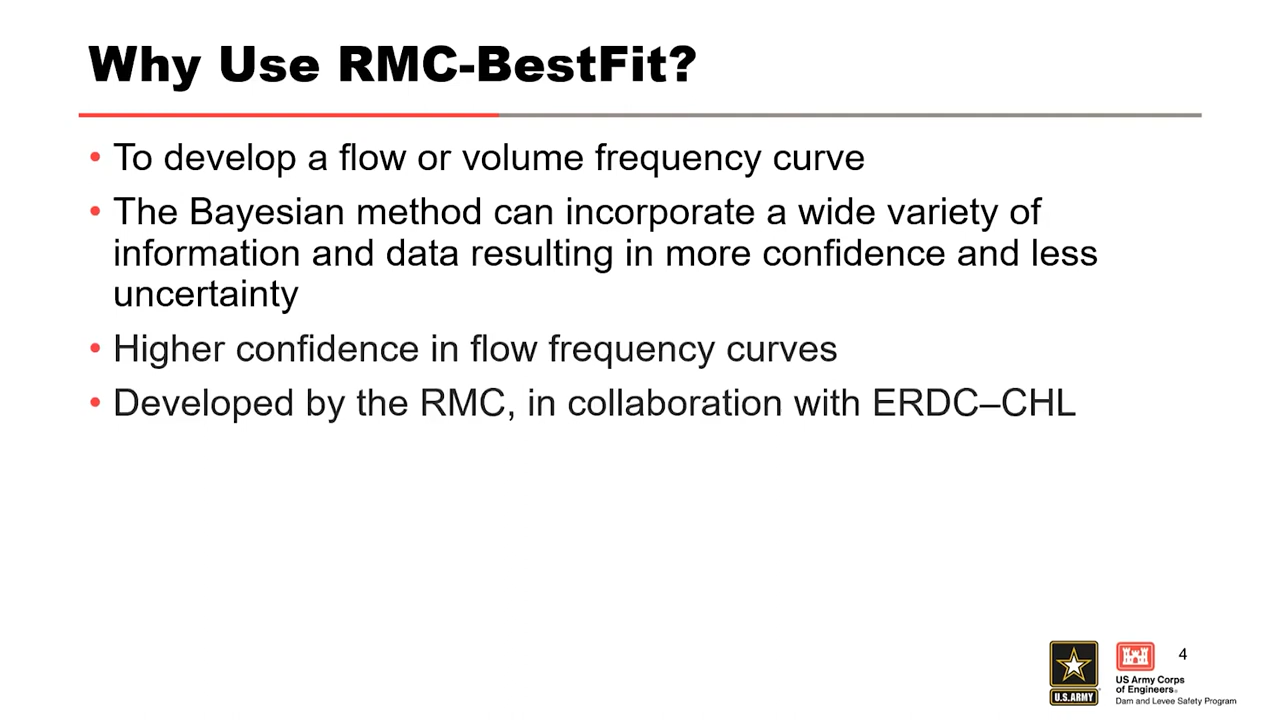 Why Use RMC-BestFit?
• To develop a flow or volume frequency curve
• The Bayesian method can incorporate a wide variety of
information and data resulting in more confidence and less
uncertainty
• Higher confidence in flow frequency curves
• Developed by the RMC, in collaboration with ERDC–CHL
4
U.S.ARMY
US Army Corps
of Engineers®
Dam and Levee Safety Program